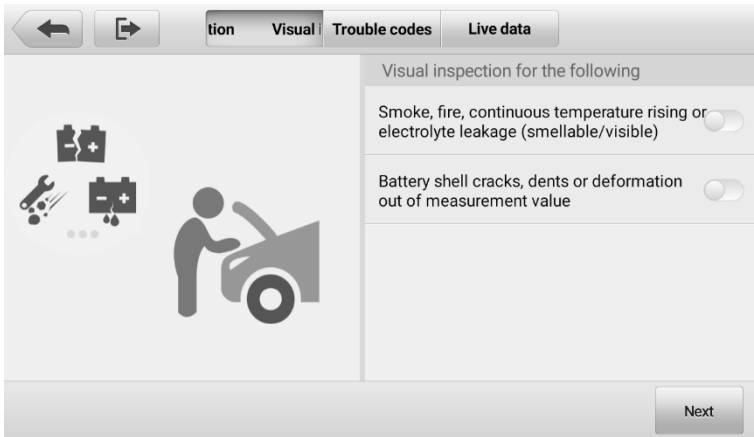 tion Visual i Trouble codes Live data
Visual inspection for the following
Smoke, fire, continuous temperature rising or
electrolyte leakage (smellable/visible)
Battery shell cracks, dents or deformation
out of measurement value
Next